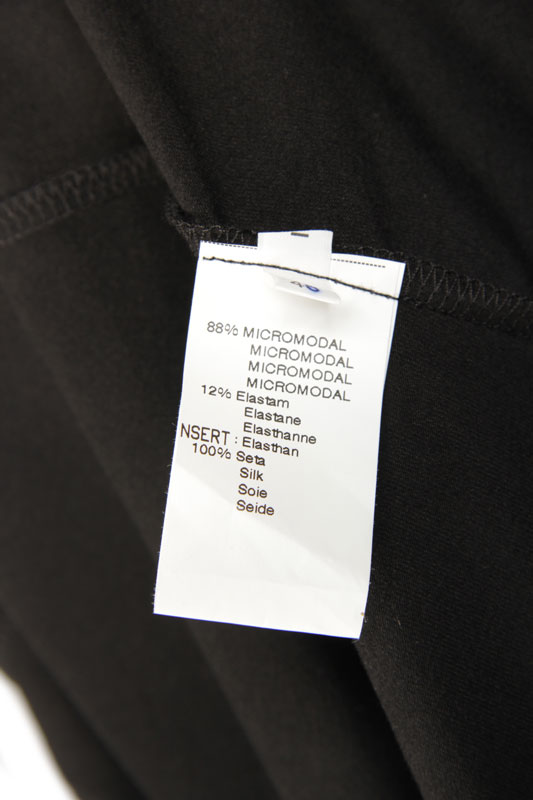 88% MICROMODAL
MICROMODAL
MICROMODAL
MICROMODAL
12% Elastam
Elastane
Elasthanne
NSERT : Elasthan
100% Seta
Silk
Soie
Seide